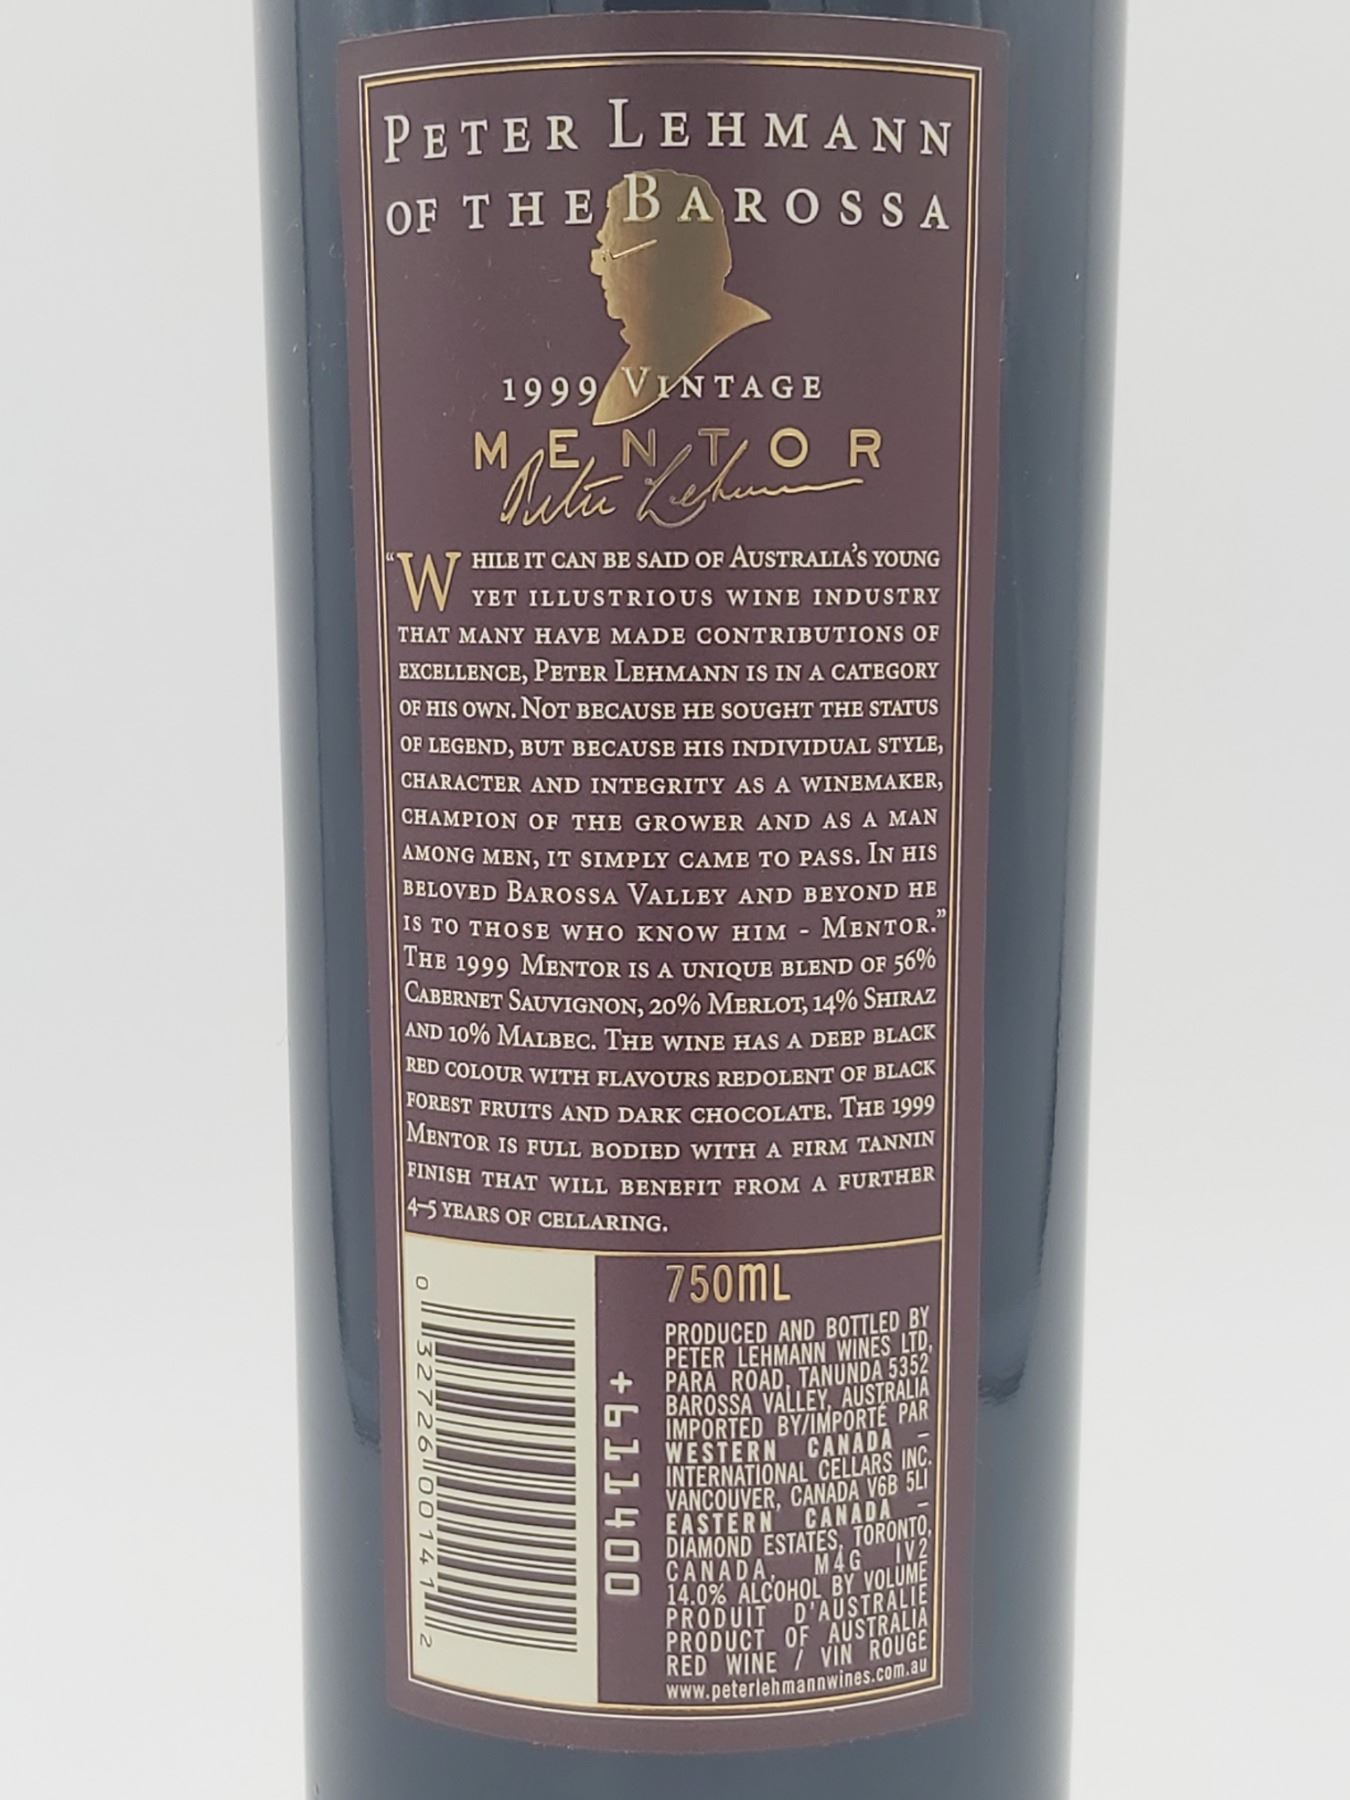 PETER LEHMANN
OF THE BAROSSA
1999 VINTAGE
MENTOR
Peter Lehmann
“WHILE IT CAN BE SAID OF AUSTRALIA’S YOUNG
YET ILLUSTRIOUS WINE INDUSTRY
THAT MANY HAVE MADE CONTRIBUTIONS OF
EXCELLENCE, PETER LEHMANN IS IN A CATEGORY
OF HIS OWN. NOT BECAUSE HE SOUGHT THE STATUS
OF LEGEND, BUT BECAUSE HIS INDIVIDUAL STYLE,
CHARACTER AND INTEGRITY AS A WINEMAKER,
CHAMPION OF THE GROWER AND AS A MAN
AMONG MEN, IT SIMPLY CAME TO PASS. IN HIS
BELOVED BAROSSA VALLEY AND BEYOND HE
IS TO THOSE WHO KNOW HIM - MENTOR.”
THE 1999 MENTOR IS A UNIQUE BLEND OF 56%
CABERNET SAUVIGNON, 20% MERLOT, 14% SHIRAZ
AND 10% MALBEC. THE WINE HAS A DEEP BLACK
RED COLOUR WITH FLAVOURS REDOLENT OF BLACK
FOREST FRUITS AND DARK CHOCOLATE. THE 1999
MENTOR IS FULL BODIED WITH A FIRM TANNIN
FINISH THAT WILL BENEFIT FROM A FURTHER
4–5 YEARS OF CELLARING.
0 32726 00141 2
+611400
750ML
PRODUCED AND BOTTLED BY
PETER LEHMANN WINES LTD,
PARA ROAD, TANUNDA 5352
BAROSSA VALLEY, AUSTRALIA
IMPORTED BY/IMPORTÉ PAR
WESTERN CANADA –
INTERNATIONAL CELLARS INC.
VANCOUVER, CANADA V6B 5LI
EASTERN CANADA –
DIAMOND ESTATES, TORONTO,
CANADA, M4G IV2
14.0% ALCOHOL BY VOLUME
PRODUIT D'AUSTRALIE
PRODUCT OF AUSTRALIA
RED WINE / VIN ROUGE
www.peterlehmannwines.com.au